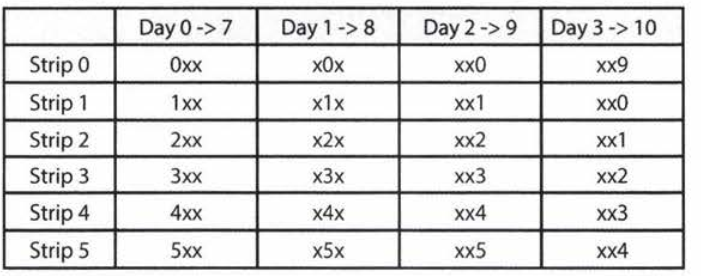 Day 0 -> 7 Day 1 -> 8 Day 2 -> 9 Day 3 -> 10
Strip 0 0xx x0x xx0 xx9
Strip 1 1xx x1x xx1 xx0
Strip 2 2xx x2x xx2 xx1
Strip 3 3xx x3x xx3 xx2
Strip 4 4xx x4x xx4 xx3
Strip 5 5xx x5x xx5 xx4